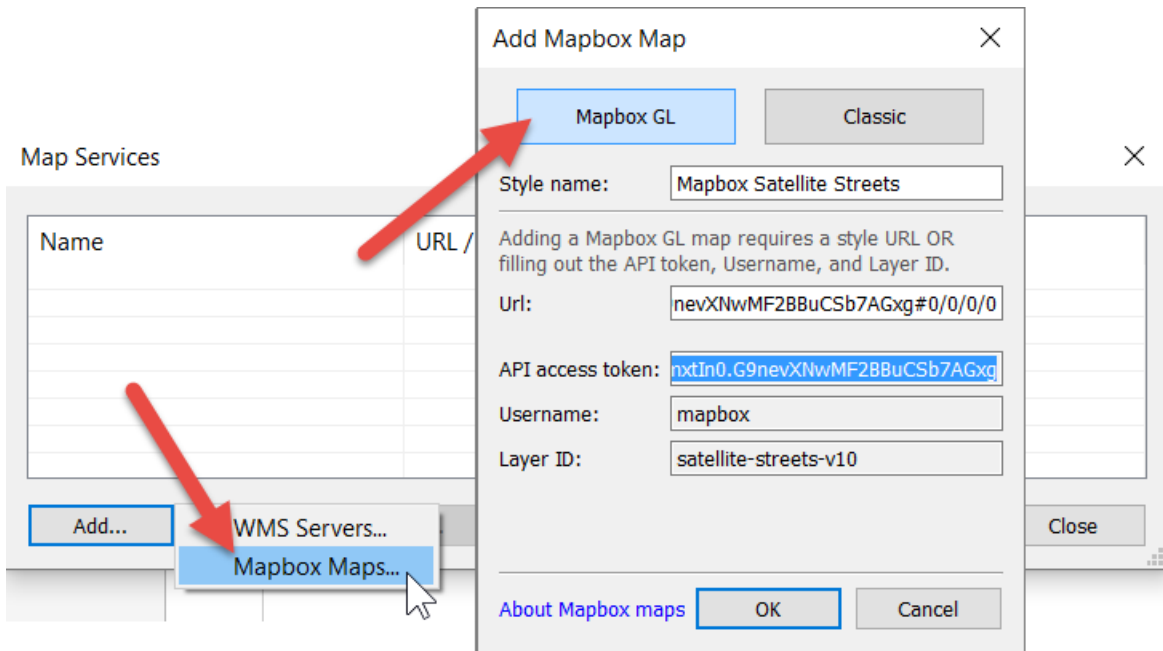 Add Mapbox Map
Mapbox GL
Classic
Map Services
Style name:
Mapbox Satellite Streets
Name
URL /
Adding a Mapbox GL map requires a style URL OR
filling out the API token, Username, and Layer ID.
Url:
nevXNwMF2BBuCSb7AGxg#0/0/0/0
API access token:
nxtIn0.G9nevXNwMF2BBuCSb7AGxg
Username:
mapbox
Layer ID:
satellite-streets-v10
Add...
WMS Servers...
Mapbox Maps...
Close
About Mapbox maps
OK
Cancel